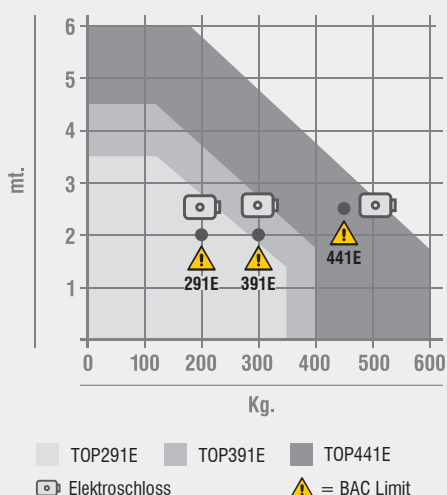 6
5
4
3
2
1
mt.
291E
391E
441E
0 100 200 300 400 500 600
Kg.
TOP291E TOP391E TOP441E
Elektroschloss = BAC Limit